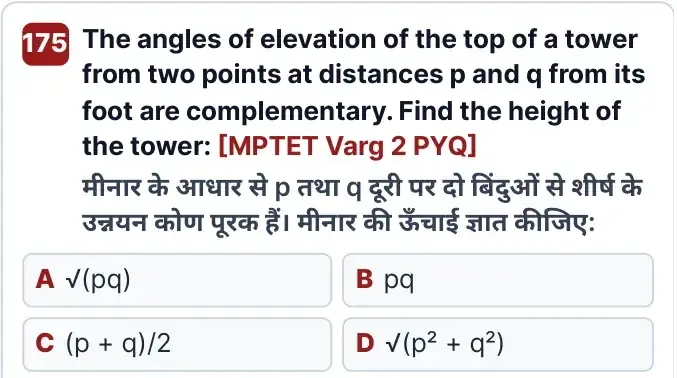 175 The angles of elevation of the top of a tower
from two points at distances p and q from its
foot are complementary. Find the height of
the tower: [MPTET Varg 2 PYQ]
मीनार के आधार से p तथा q दूरी पर दो बिंदुओं से शीर्ष के
उन्नयन कोण पूरक हैं। मीनार की ऊँचाई ज्ञात कीजिए:
A √(pq) B pq
C (p + q)/2 D √(p² + q²)